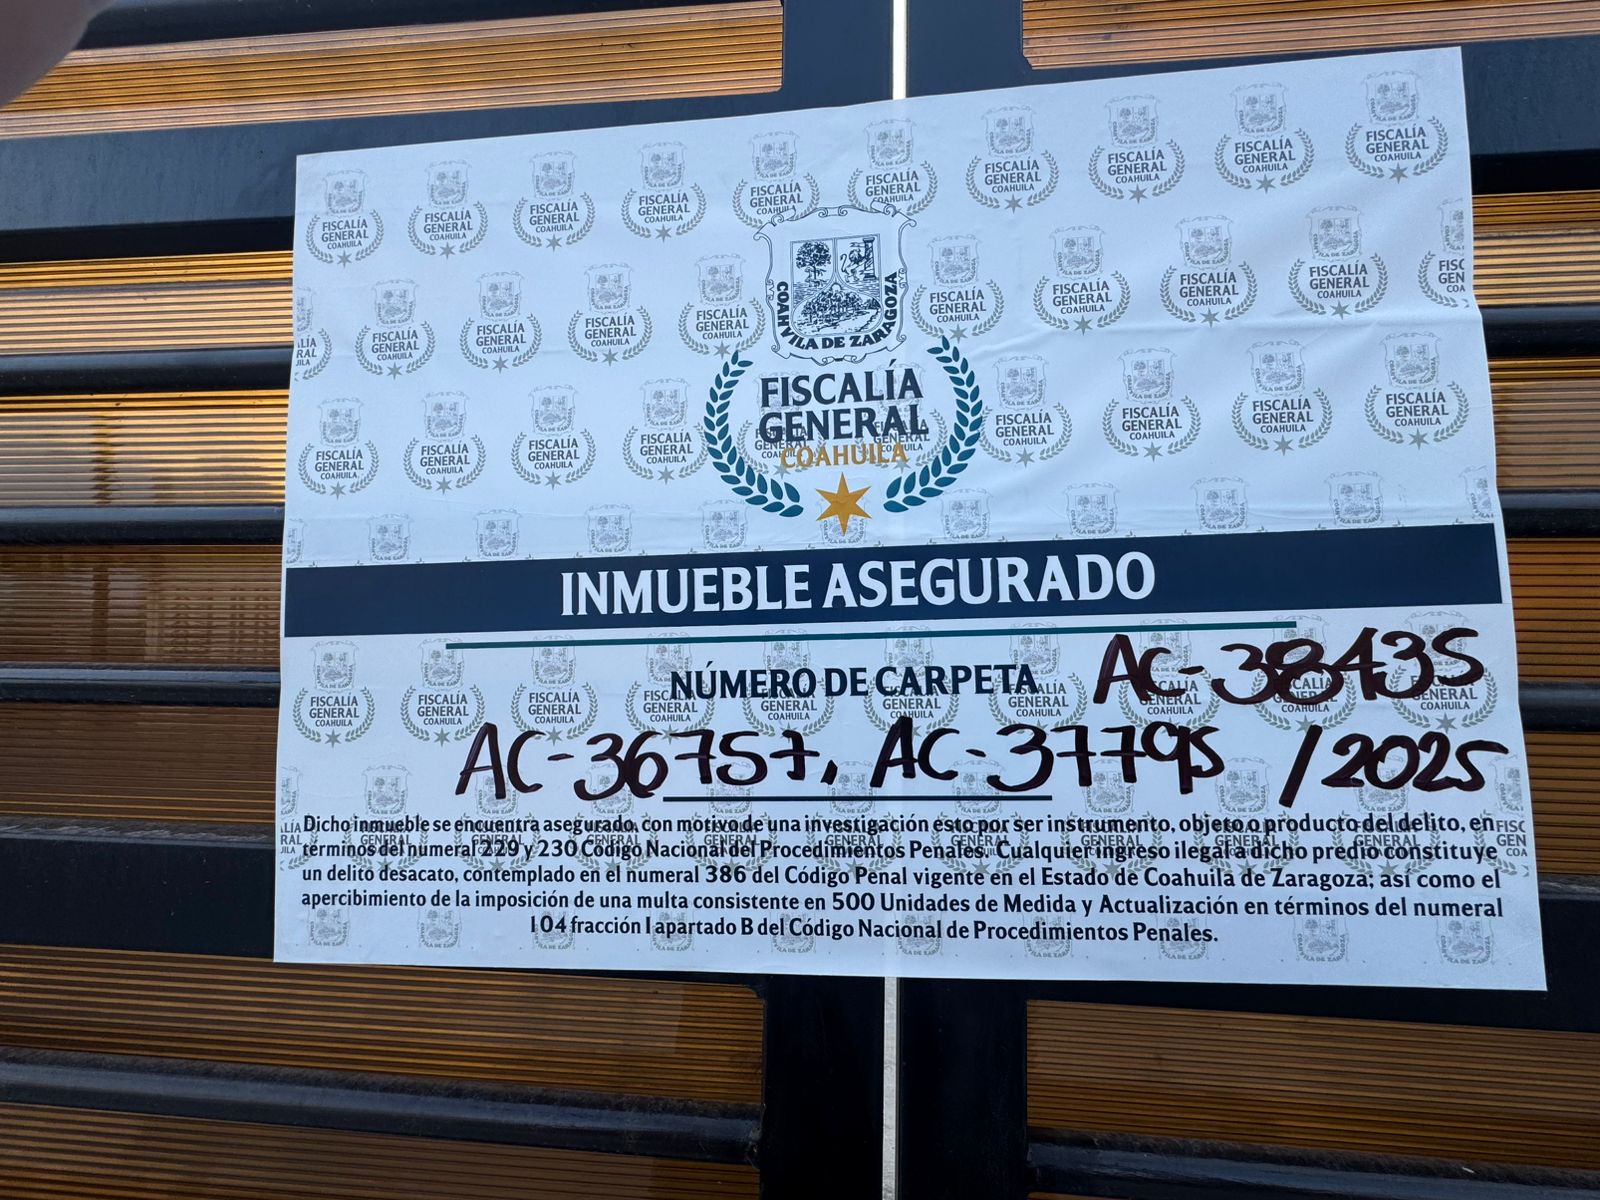 COAHUILA DE ZARAGOZA
FISCALÍA
GENERAL
COAHUILA
INMUEBLE ASEGURADO
NÚMERO DE CARPETA AC-38435
AC-36757, AC-37795 /2025
Dicho inmueble se encuentra asegurado, con motivo de una investigación esto por ser instrumento, objeto o producto del delito, en
términos del numeral 229 y 230 Código Nacional del Procedimientos Penales. Cualquier ingreso ilegal a dicho predio constituye
un delito desacato, contemplado en el numeral 386 del Código Penal vigente en el Estado de Coahuila de Zaragoza; así como el
apercibimiento de la imposición de una multa consistente en 500 Unidades de Medida y Actualización en términos del numeral
104 fracción I apartado B del Código Nacional de Procedimientos Penales.